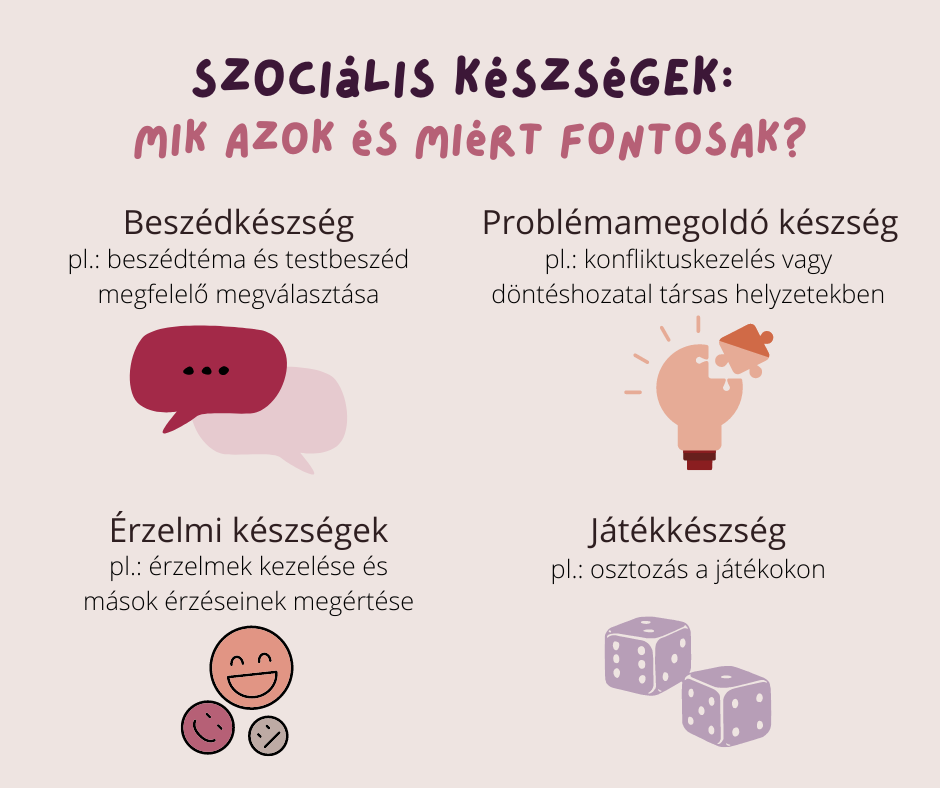 SZOCIÁLIS KÉSZSÉGEK:
MIK AZOK ÉS MIÉRT FONTOSAK?
Beszédkészség
pl.: beszédtéma és testbeszéd
megfelelő megválasztása
Problémamegoldó készség
pl.: konfliktuskezelés vagy
döntéshozatal társas helyzetekben
Érzelmi készségek
pl.: érzelmek kezelése és
mások érzéseinek megértése
Játékkészség
pl.: osztozás a játékokon